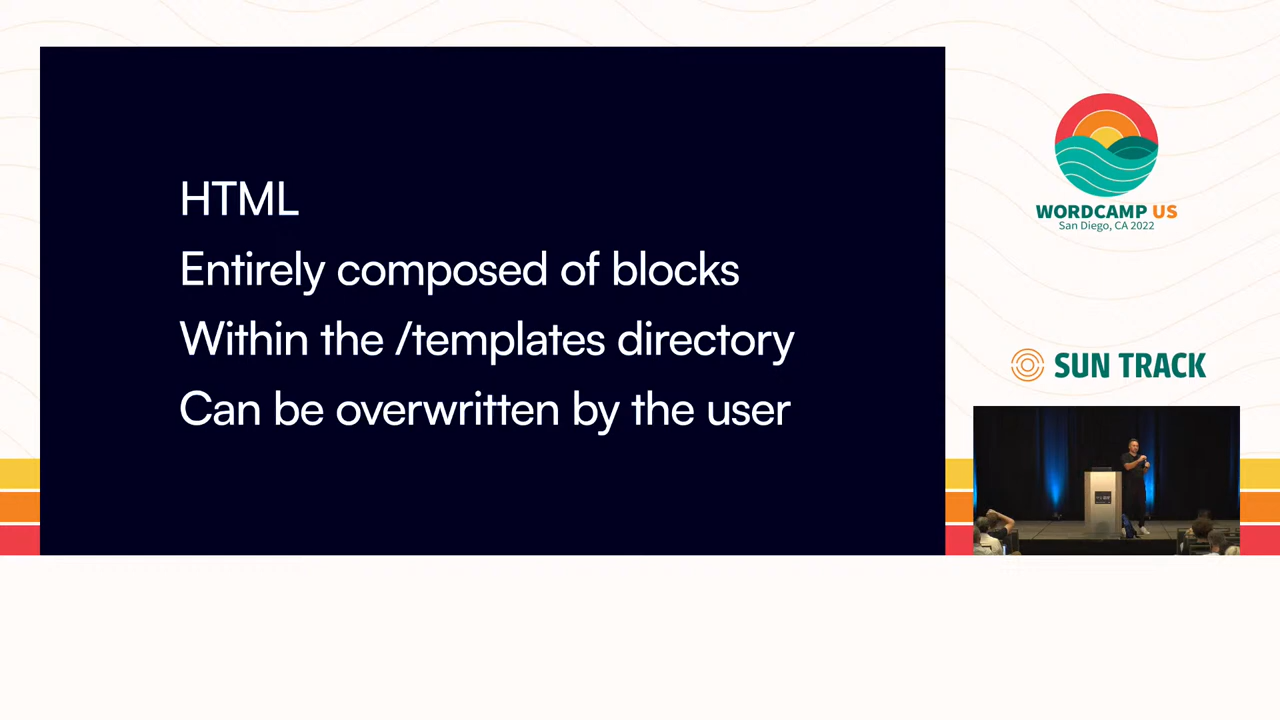 HTML
Entirely composed of blocks
Within the /templates directory
Can be overwritten by the user
WORDCAMP US
San Diego, CA 2022
SUN TRACK